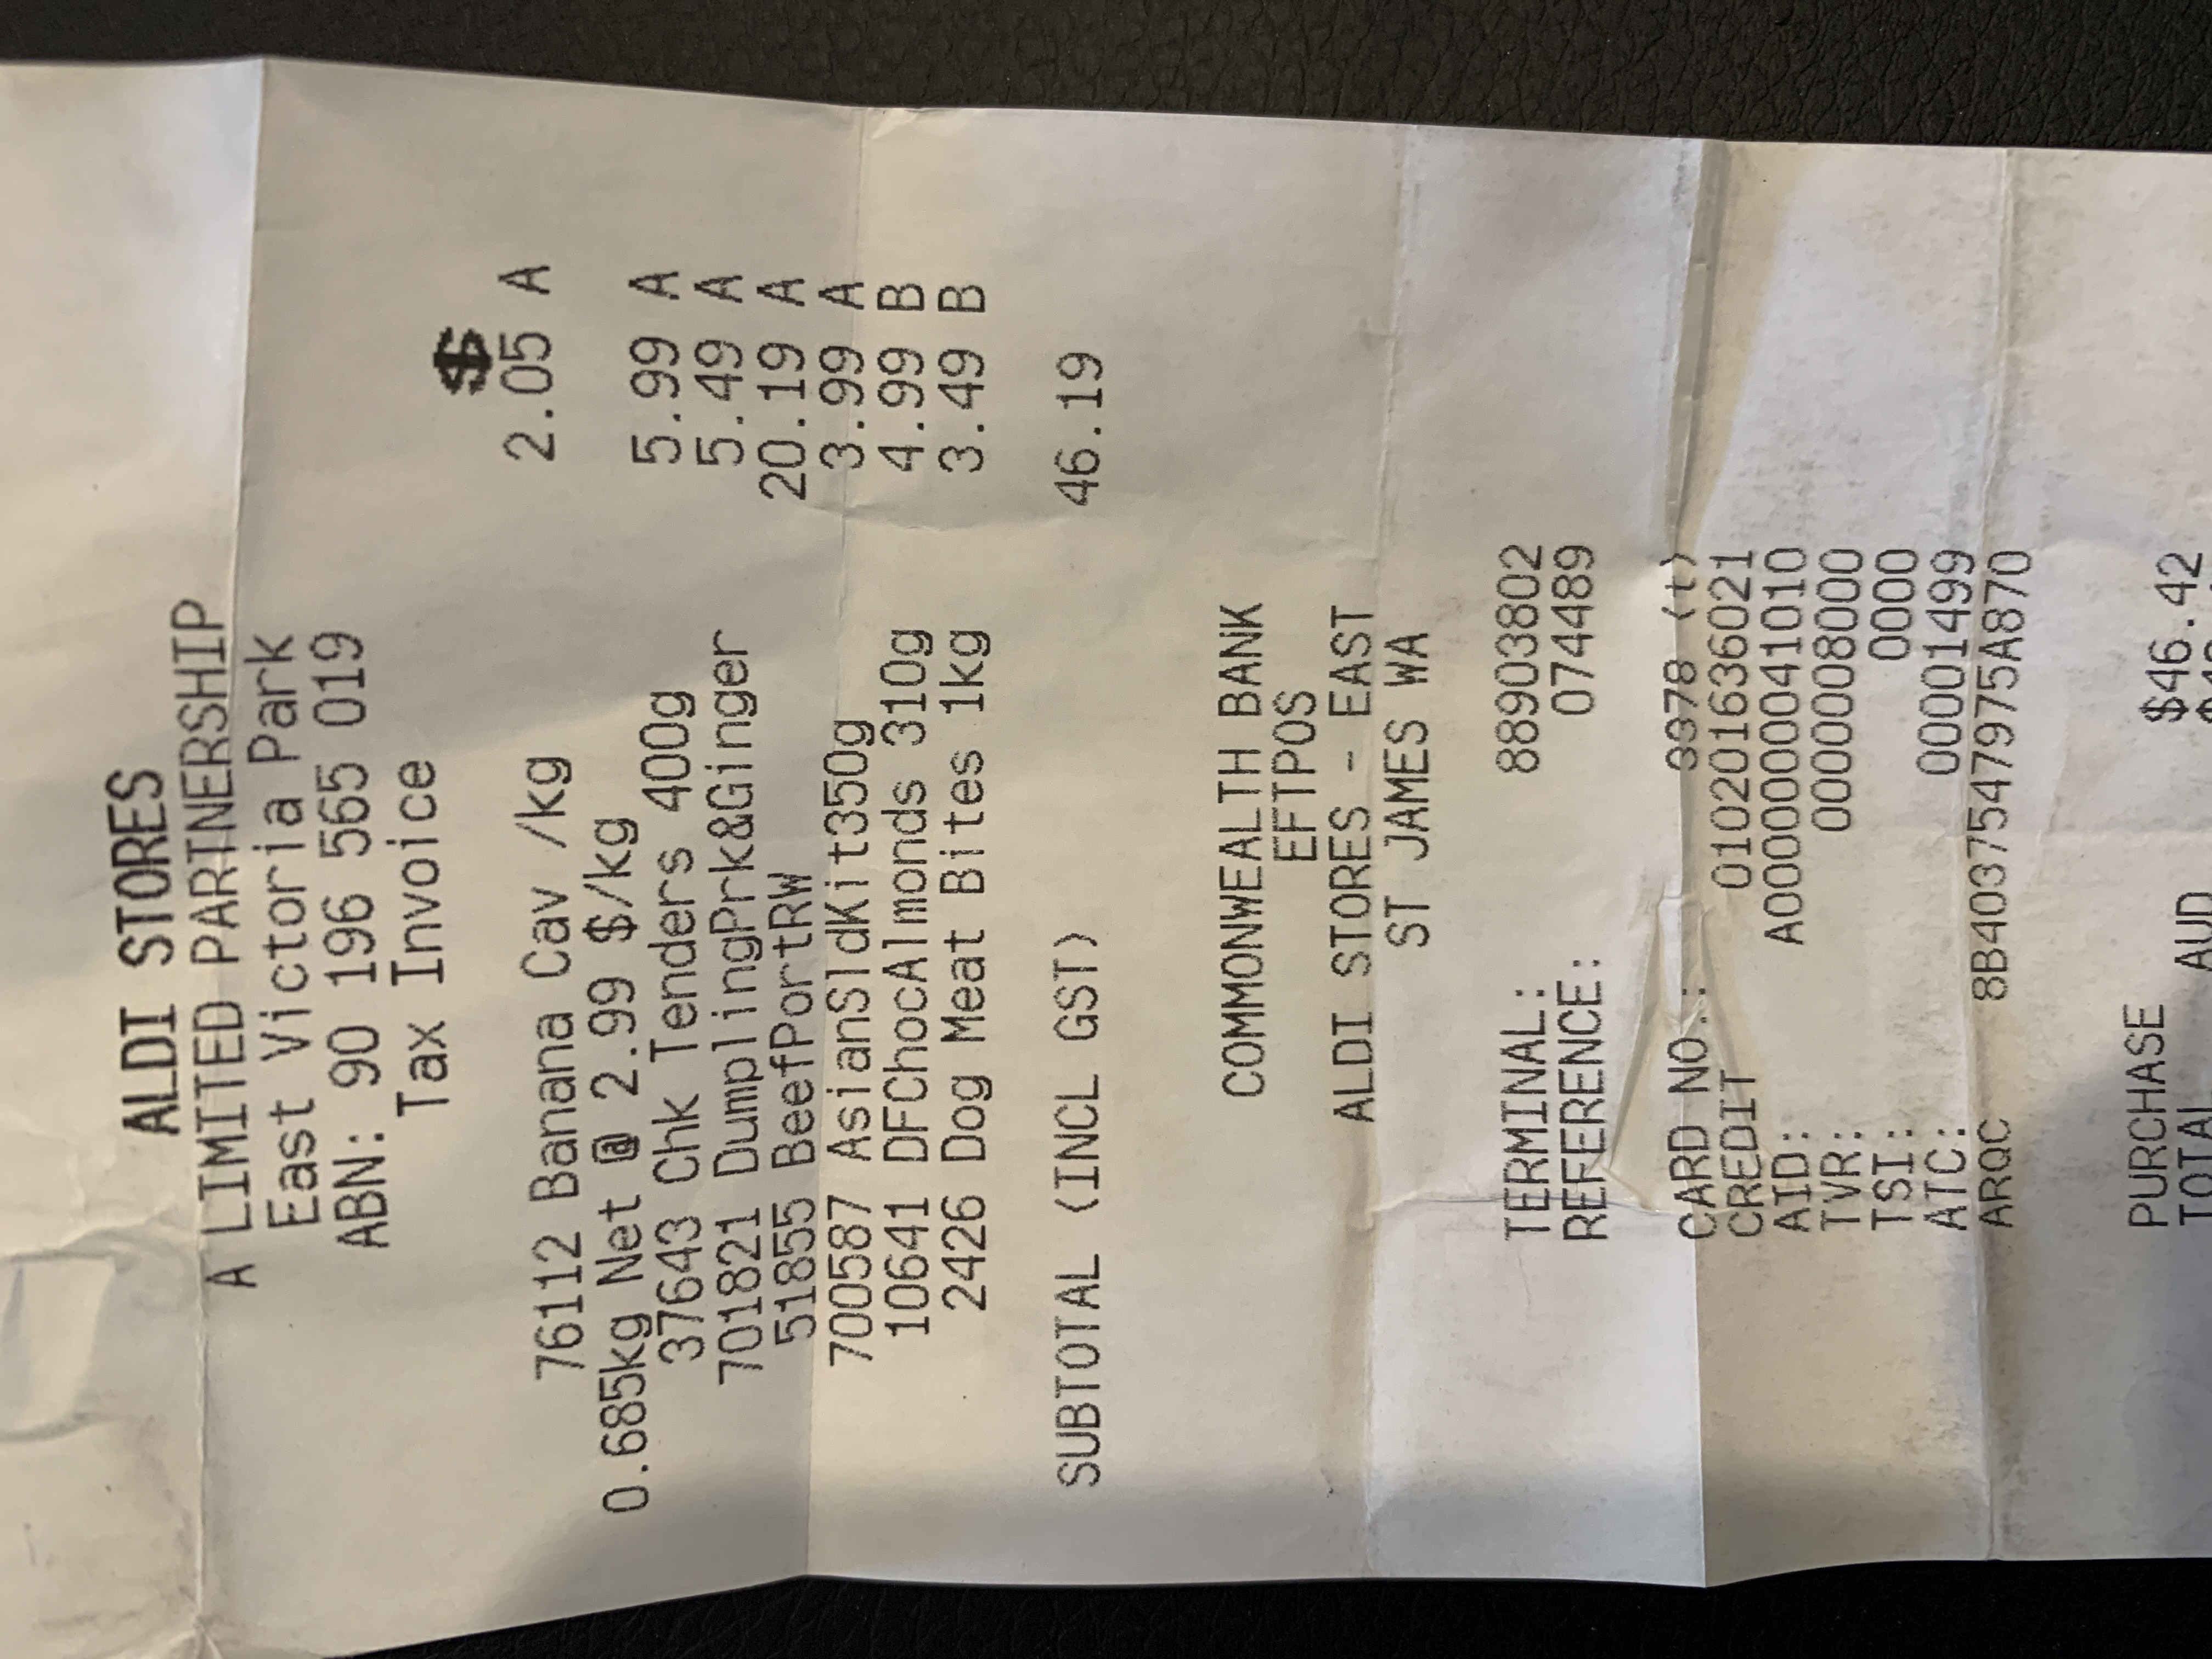 ALDI STORES
A LIMITED PARTNERSHIP
East Victoria Park
ABN: 90 196 565 019
Tax Invoice
$
76112 Banana Cav /kg 2.05 A
0.685kg Net @ 2.99 $/kg
37643 Chk Tenders 400g 5.99 A
701821 DumplingPrk&Ginger 5.49 A
51855 BeefPortRW 20.19 A
700587 AsianSldKit350g 3.99 A
10641 DFChocAlmonds 310g 4.99 B
2426 Dog Meat Bites 1kg 3.49 B
SUBTOTAL (INCL GST) 46.19
COMMONWEALTH BANK
EFTPOS
ALDI STORES - EAST
ST JAMES WA
TERMINAL: 88903802
REFERENCE: 074489
CARD NO.: 3378 (t)
CREDIT 010201636021
AID: A0000000041010
TVR: 0000008000
TSI: 0000
ATC: 00001499
ARQC 8B4037547975A870
PURCHASE $46.42
TOTAL AUD